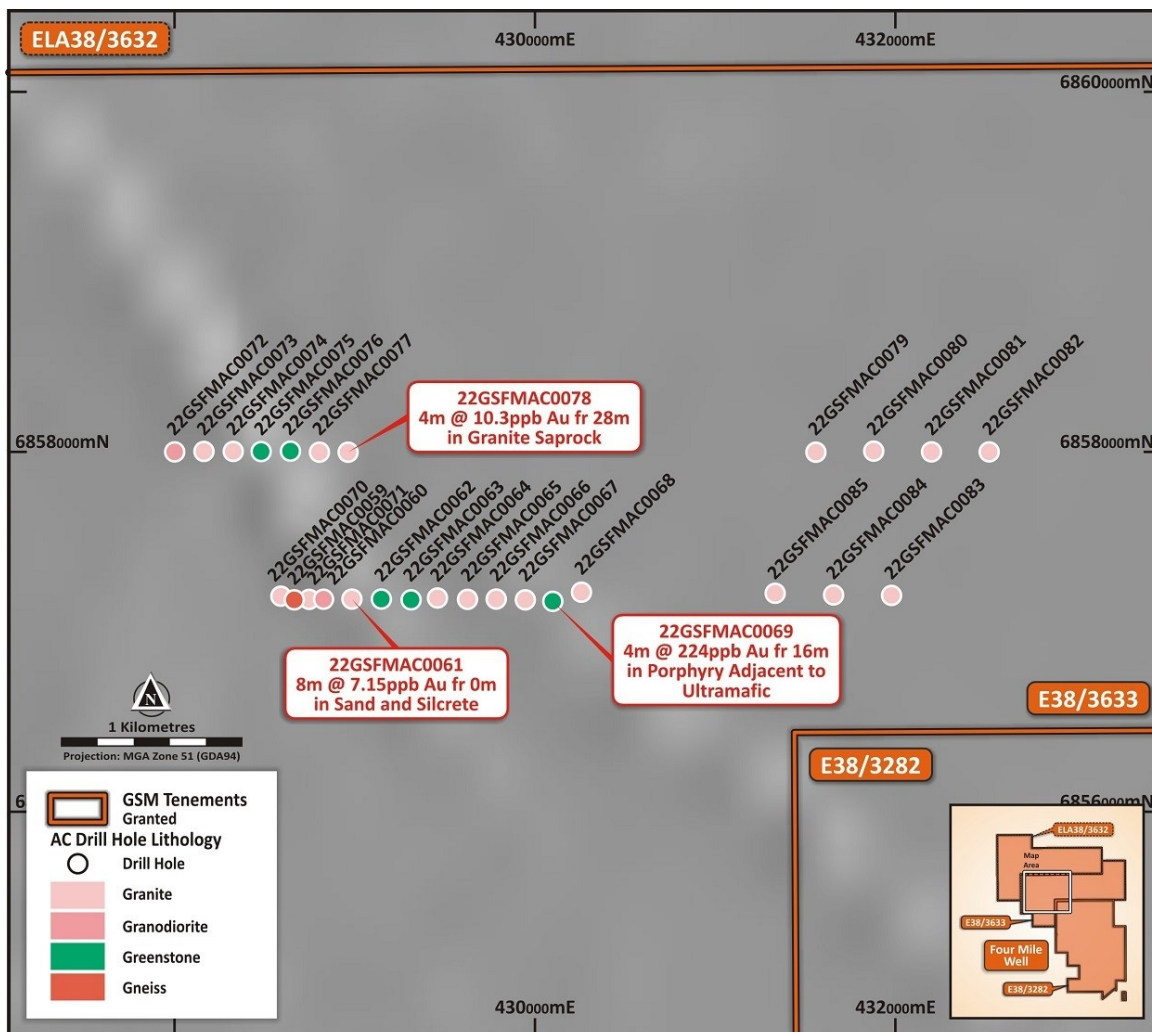 ELA38/3632
430000mE
432000mE
6860000mN
22GSFMAC0072
22GSFMAC0073
22GSFMAC0074
22GSFMAC0075
22GSFMAC0076
22GSFMAC0077
22GSFMAC0079
22GSFMAC0080
22GSFMAC0081
22GSFMAC0082
22GSFMAC0078
4m @ 10.3ppb Au fr 28m
in Granite Saprock
6858000mN
6858000mN
22GSFMAC0070
22GSFMAC0059
22GSFMAC0071
22GSFMAC0060
22GSFMAC0062
22GSFMAC0063
22GSFMAC0064
22GSFMAC0065
22GSFMAC0066
22GSFMAC0067
22GSFMAC0068
22GSFMAC0085
22GSFMAC0084
22GSFMAC0083
22GSFMAC0061
8m @ 7.15ppb Au fr 0m
in Sand and Silcrete
22GSFMAC0069
4m @ 224ppb Au fr 16m
in Porphyry Adjacent to
Ultramafic
N
1 Kilometres
Projection: MGA Zone 51 (GDA94)
E38/3633
E38/3282
6856000mN
GSM Tenements
Granted
AC Drill Hole Lithology
Drill Hole
Granite
Granodiorite
Greenstone
Gneiss
ELA38/3632
Map
Area
E38/3633
Four Mile
Well
E38/3282
430000mE
432000mE